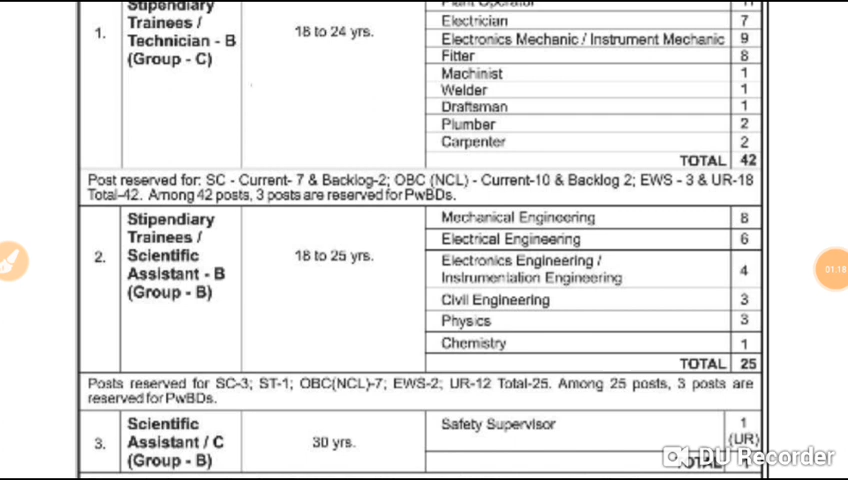 Stipendiary
Trainees /
Technician - B
(Group - C)
1.
18 to 24 yrs.
Plant Operator
Electrician 7
Electronics Mechanic / Instrument Mechanic 9
Fitter 8
Machinist 1
Welder 1
Draftsman 1
Plumber 2
Carpenter 2
TOTAL 42
Post reserved for: SC - Current- 7 & Backlog-2; OBC (NCL) - Current-10 & Backlog 2; EWS - 3 & UR-18
Total-42. Among 42 posts, 3 posts are reserved for PwBDs.
2.
Stipendiary
Trainees /
Scientific
Assistant - B
(Group - B)
18 to 25 yrs.
Mechanical Engineering 8
Electrical Engineering 6
Electronics Engineering /
Instrumentation Engineering 4
Civil Engineering 3
Physics 3
Chemistry 1
TOTAL 25
Posts reserved for SC-3; ST-1; OBC(NCL)-7; EWS-2; UR-12 Total-25. Among 25 posts, 3 posts are
reserved for PwBDs.
3.
Scientific
Assistant / C
(Group - B)
30 yrs.
Safety Supervisor 1
(UR)
TOTAL 1
DU Recorder
01:18